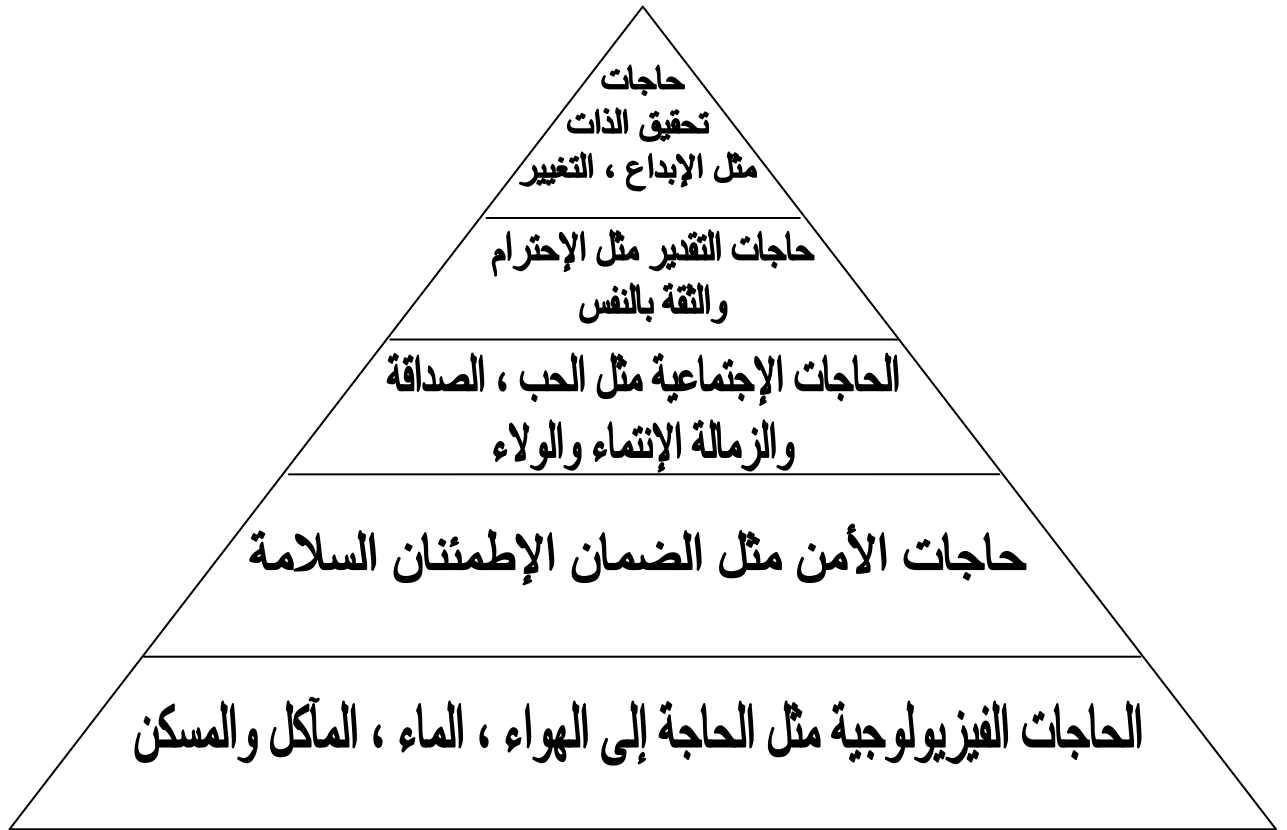 حاجات
تحقيق الذات
مثل الإبداع ، التغيير
حاجات التقدير مثل الإحترام
والثقة بالنفس
الحاجات الإجتماعية مثل الحب ، الصداقة
والزمالة الإنتماء والولاء
حاجات الأمن مثل الضمان الإطمئنان السلامة
الحاجات الفيزيولوجية مثل الحاجة إلى الهواء ، الماء ، المآكل والمسكن